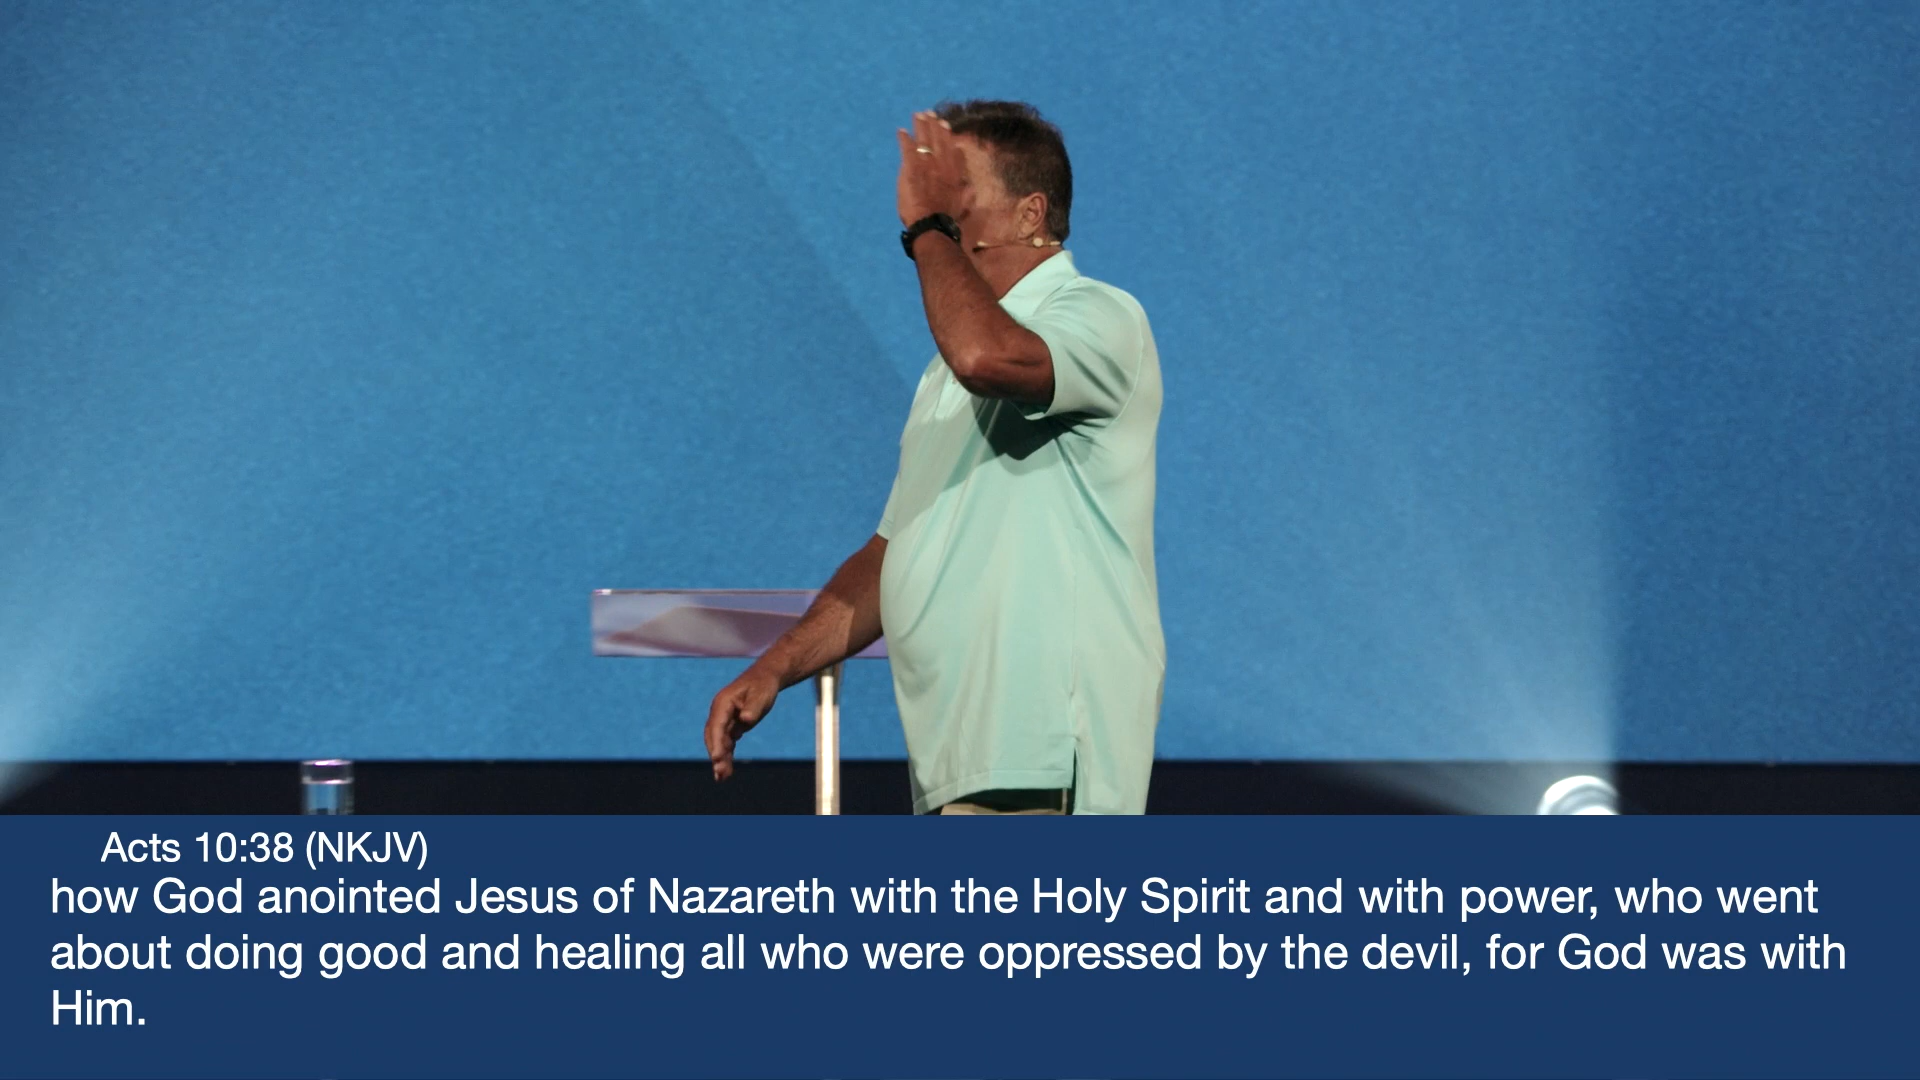 Acts 10:38 (NKJV)
how God anointed Jesus of Nazareth with the Holy Spirit and with power, who went
about doing good and healing all who were oppressed by the devil, for God was with
Him.